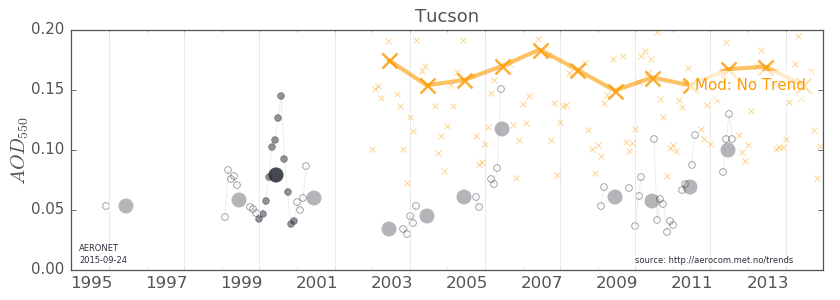 Tucson
0.20
0.15
0.10
0.05
0.00
AOD550
Mod: No Trend
AERONET
2015-09-24
source: http://aerocom.met.no/trends
1995 1997 1999 2001 2003 2005 2007 2009 2011 2013